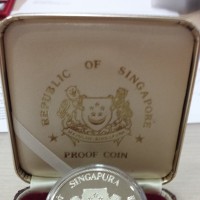 REPUBLIC OF SINGAPORE
PROOF COIN
SINGAPURA